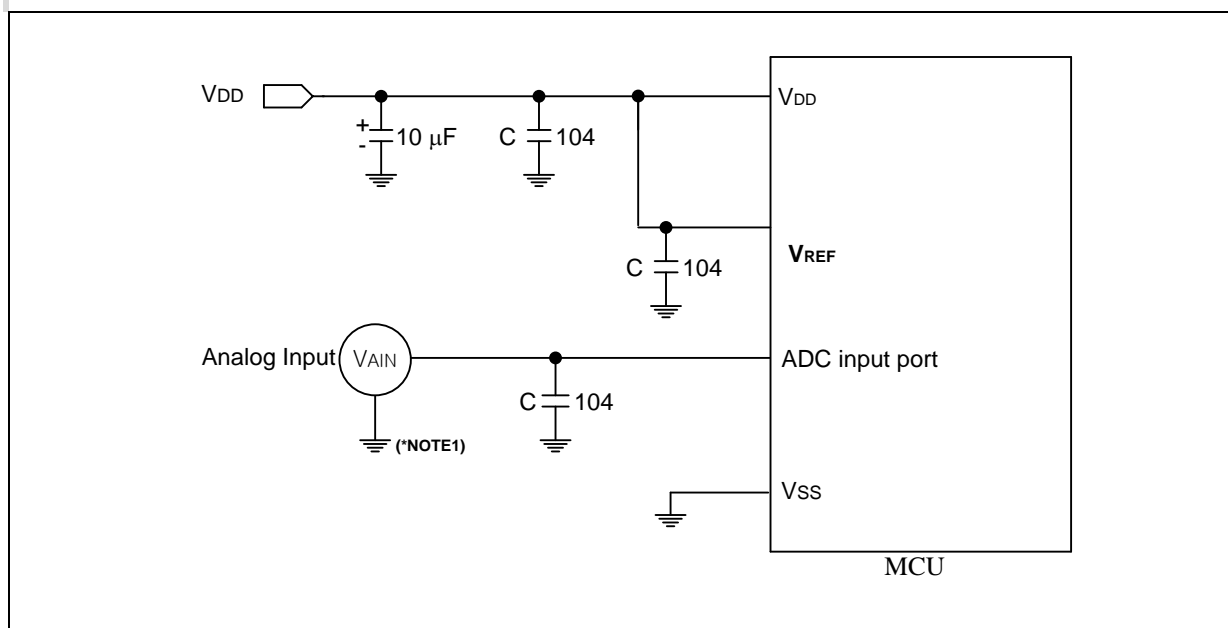 VDD
VDD
+
-
10 μF
C 104
VREF
C 104
Analog Input VAIN
ADC input port
C 104
(*NOTE1)
VSS
MCU